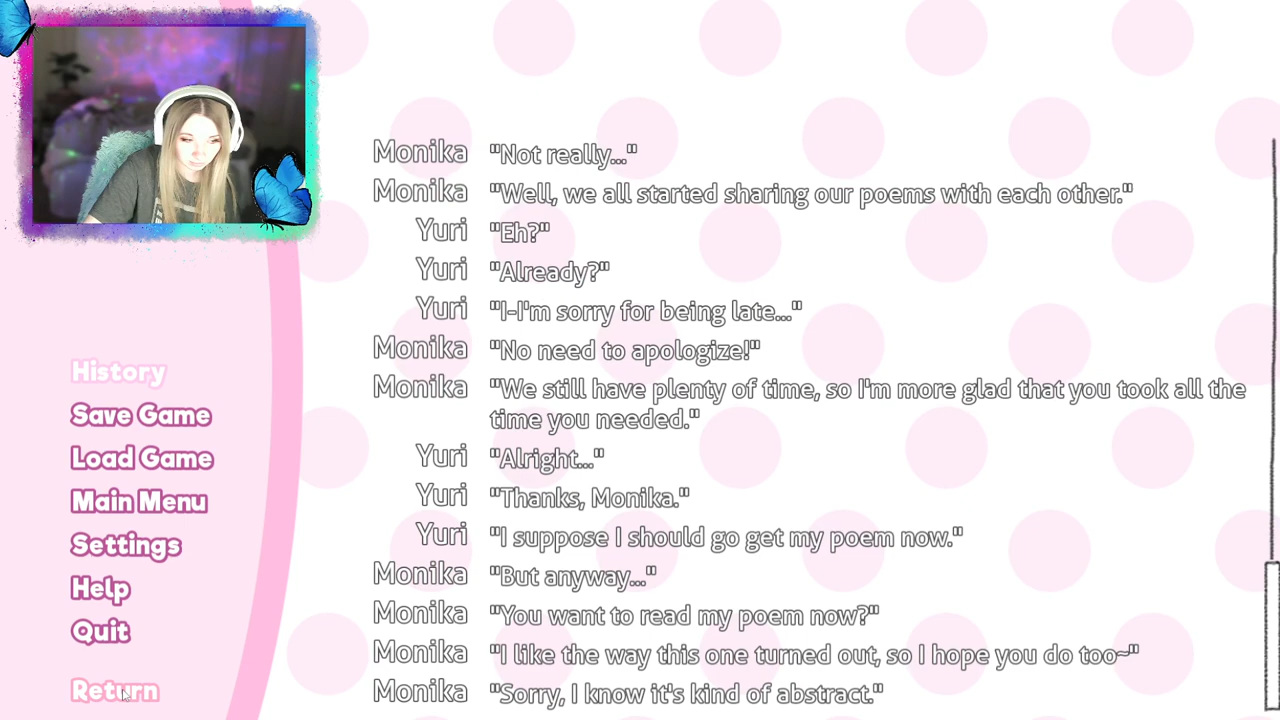 Monika "Not really..."
Monika "Well, we all started sharing our poems with each other."
Yuri "Eh?"
Yuri "Already?"
Yuri "I-I'm sorry for being late..."
Monika "No need to apologize!"
Monika "We still have plenty of time, so I'm more glad that you took all the
time you needed."
Yuri "Alright..."
Yuri "Thanks, Monika."
Yuri "I suppose I should go get my poem now."
Monika "But anyway..."
Monika "You want to read my poem now?"
Monika "I like the way this one turned out, so I hope you do too~"
Monika "Sorry, I know it's kind of abstract."
History
Save Game
Load Game
Main Menu
Settings
Help
Quit
Return